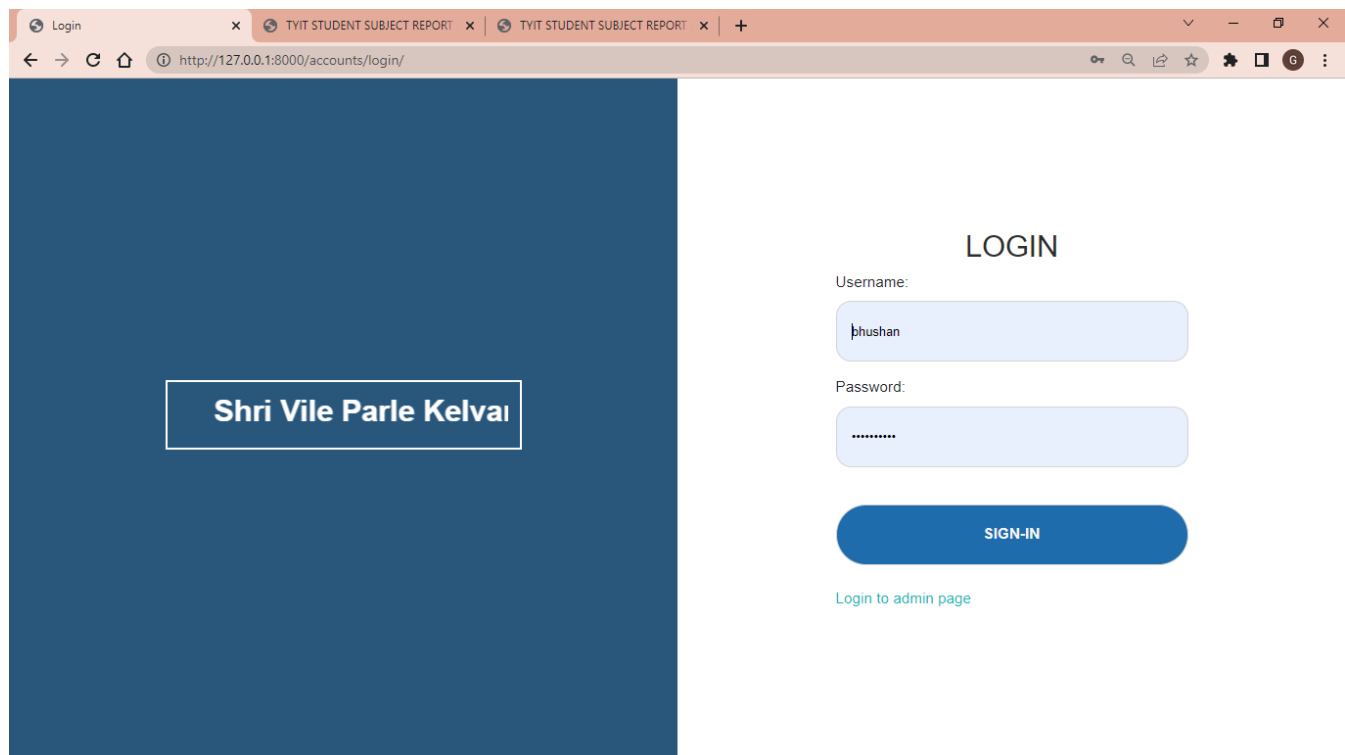 Login
TYIT STUDENT SUBJECT REPORT
TYIT STUDENT SUBJECT REPORT
http://127.0.0.1:8000/accounts/login/
G
Shri Vile Parle Kelva
LOGIN
Username:
bhushan
Password:
••••••••••
SIGN-IN
Login to admin page